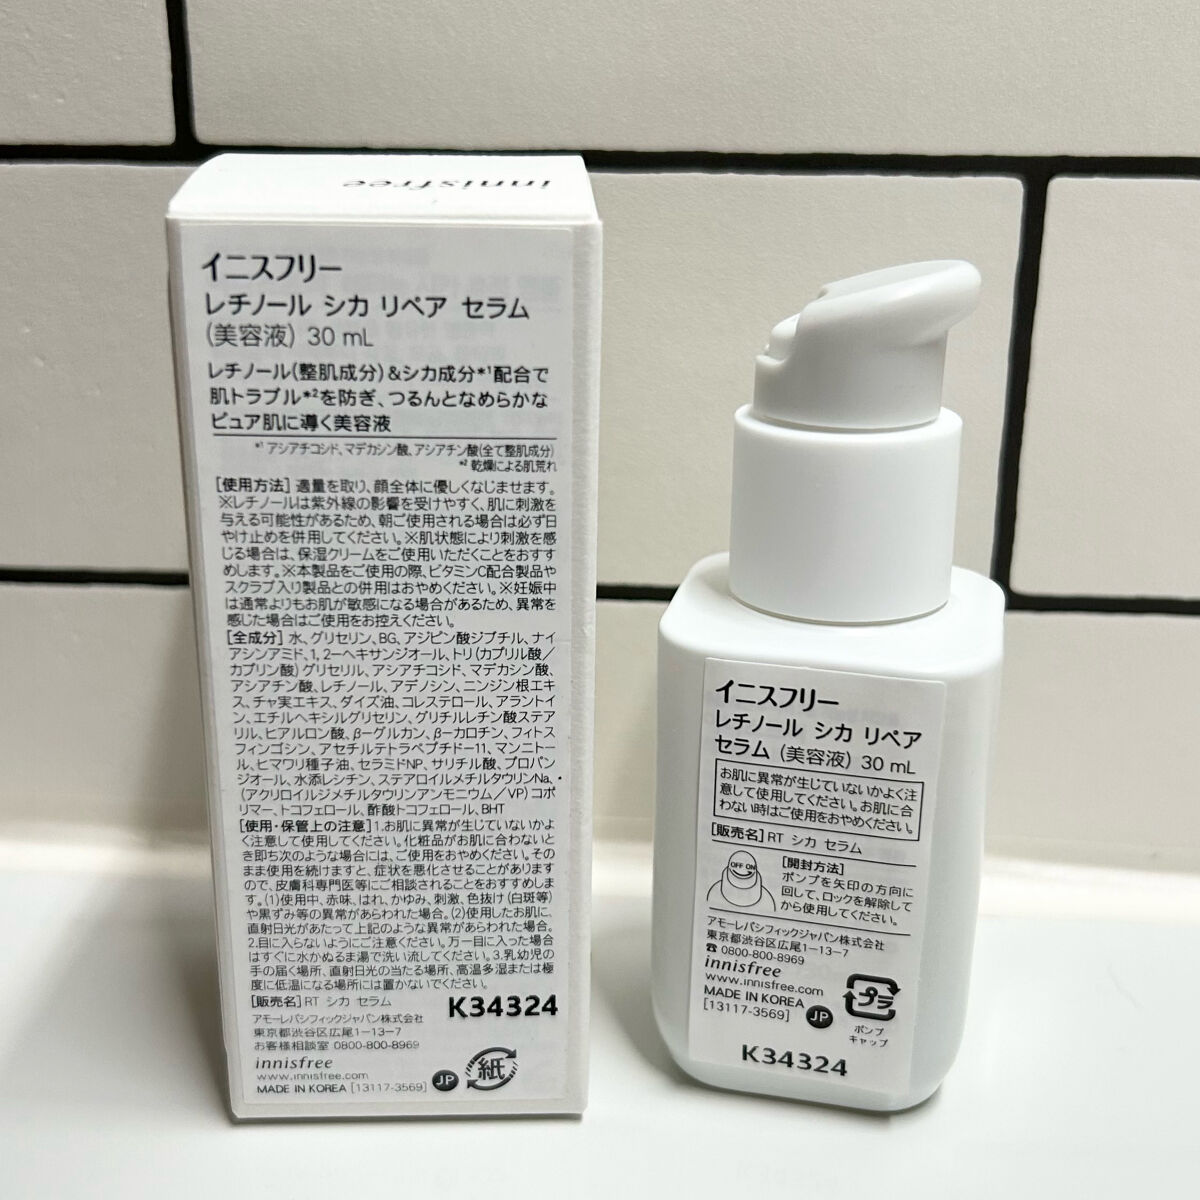 innisfree
イニスフリー
レチノール シカ リペア セラム
(美容液) 30 mL
レチノール(整肌成分)&シカ成分*¹配合で
肌トラブル*²を防ぎ、つるんとなめらかな
ピュア肌に導く美容液
*¹ アシアチコシド、マデカシン酸、アシアチン酸(全て整肌成分)
*² 乾燥による肌荒れ
[使用方法] 適量を取り、顔全体に優しくなじませます。
※レチノールは紫外線の影響を受けやすく、肌に刺激を
与える可能性があるため、朝ご使用される場合は必ず日
やけ止めを併用してください。※肌状態により刺激を感
じる場合は、保湿クリームをご使用いただくことをおすす
めします。※本製品をご使用の際、ビタミンC配合製品や
スクラブ入り製品との併用はおやめください。※妊娠中
は通常よりもお肌が敏感になる場合があるため、異常を
感じた場合はご使用をお控えください。
[全成分] 水、グリセリン、BG、アジピン酸ジブチル、ナイ
アシンアミド、1,2-ヘキサンジオール、トリ(カプリル酸/
カプリン酸)グリセリル、アシアチコシド、マデカシン酸、
アシアチン酸、レチノール、アデノシン、ニンジン根エキ
ス、チャ実エキス、ダイズ油、コレステロール、アラントイ
ン、エチルヘキシルグリセリン、グリチルレチン酸ステア
リル、ヒアルロン酸、β-グルカン、β-カロチン、フィトス
フィンゴシン、アセチルテトラペプチド-11、マンニトー
ル、ヒマワリ種子油、セラミドNP、サリチル酸、プロパン
ジオール、水添レシチン、ステアロイルメチルタウリンNa、・
(アクリロイルジメチルタウリンアンモニウム/VP)コポ
リマー、トコフェロール、酢酸トコフェロール、BHT
[使用・保管上の注意] 1.お肌に異常が生じていないかよ
く注意して使用してください。化粧品がお肌に合わないと
き即ち次のような場合には、ご使用をおやめください。その
まま使用を続けますと、症状を悪化させることがあります
ので、皮膚科専門医等にご相談されることをおすすめしま
す。(1)使用中、赤味、はれ、かゆみ、刺激、色抜け(白斑等)
や黒ずみ等の異常があらわれた場合。(2)使用したお肌に、
直射日光があたって上記のような異常があらわれた場合。
2.目に入らないようにご注意ください。万一目に入った場合
はすぐに水かぬるま湯で洗い流してください。3.乳幼児の
手の届く場所、直射日光の当たる場所、高温多湿または極
度に低温になる場所には置かないでください。
[販売名] RT シカ セラム
K34324
アモーレパシフィックジャパン株式会社
東京都渋谷区広尾1-13-7
お客様相談室 0800-800-8969
innisfree
www.innisfree.com
MADE IN KOREA [13117-3569] JP 紙
イニスフリー
レチノール シカ リペア
セラム (美容液) 30 mL
お肌に異常が生じていないかよく注
意して使用してください。お肌に合
わない時はご使用をおやめください。
[販売名] RT シカ セラム
OFF ON
[開封方法]
ポンプを矢印の方向に
回して、ロックを解除して
から使用してください。
アモーレパシフィックジャパン株式会社
東京都渋谷区広尾1-13-7
☎ 0800-800-8969
innisfree
www.innisfree.com
MADE IN KOREA
[13117-3569] JP
プラ
ポンプ
キャップ
K34324